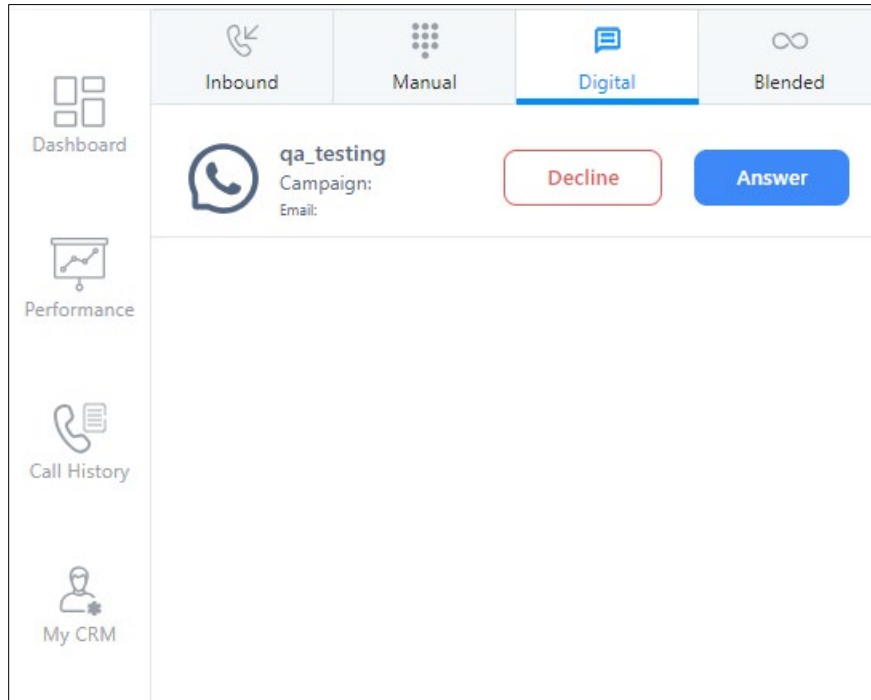 Inbound
Manual
Digital
Blended
Dashboard
qa_testing
Campaign:
Email:
Decline
Answer
Performance
Call History
My CRM